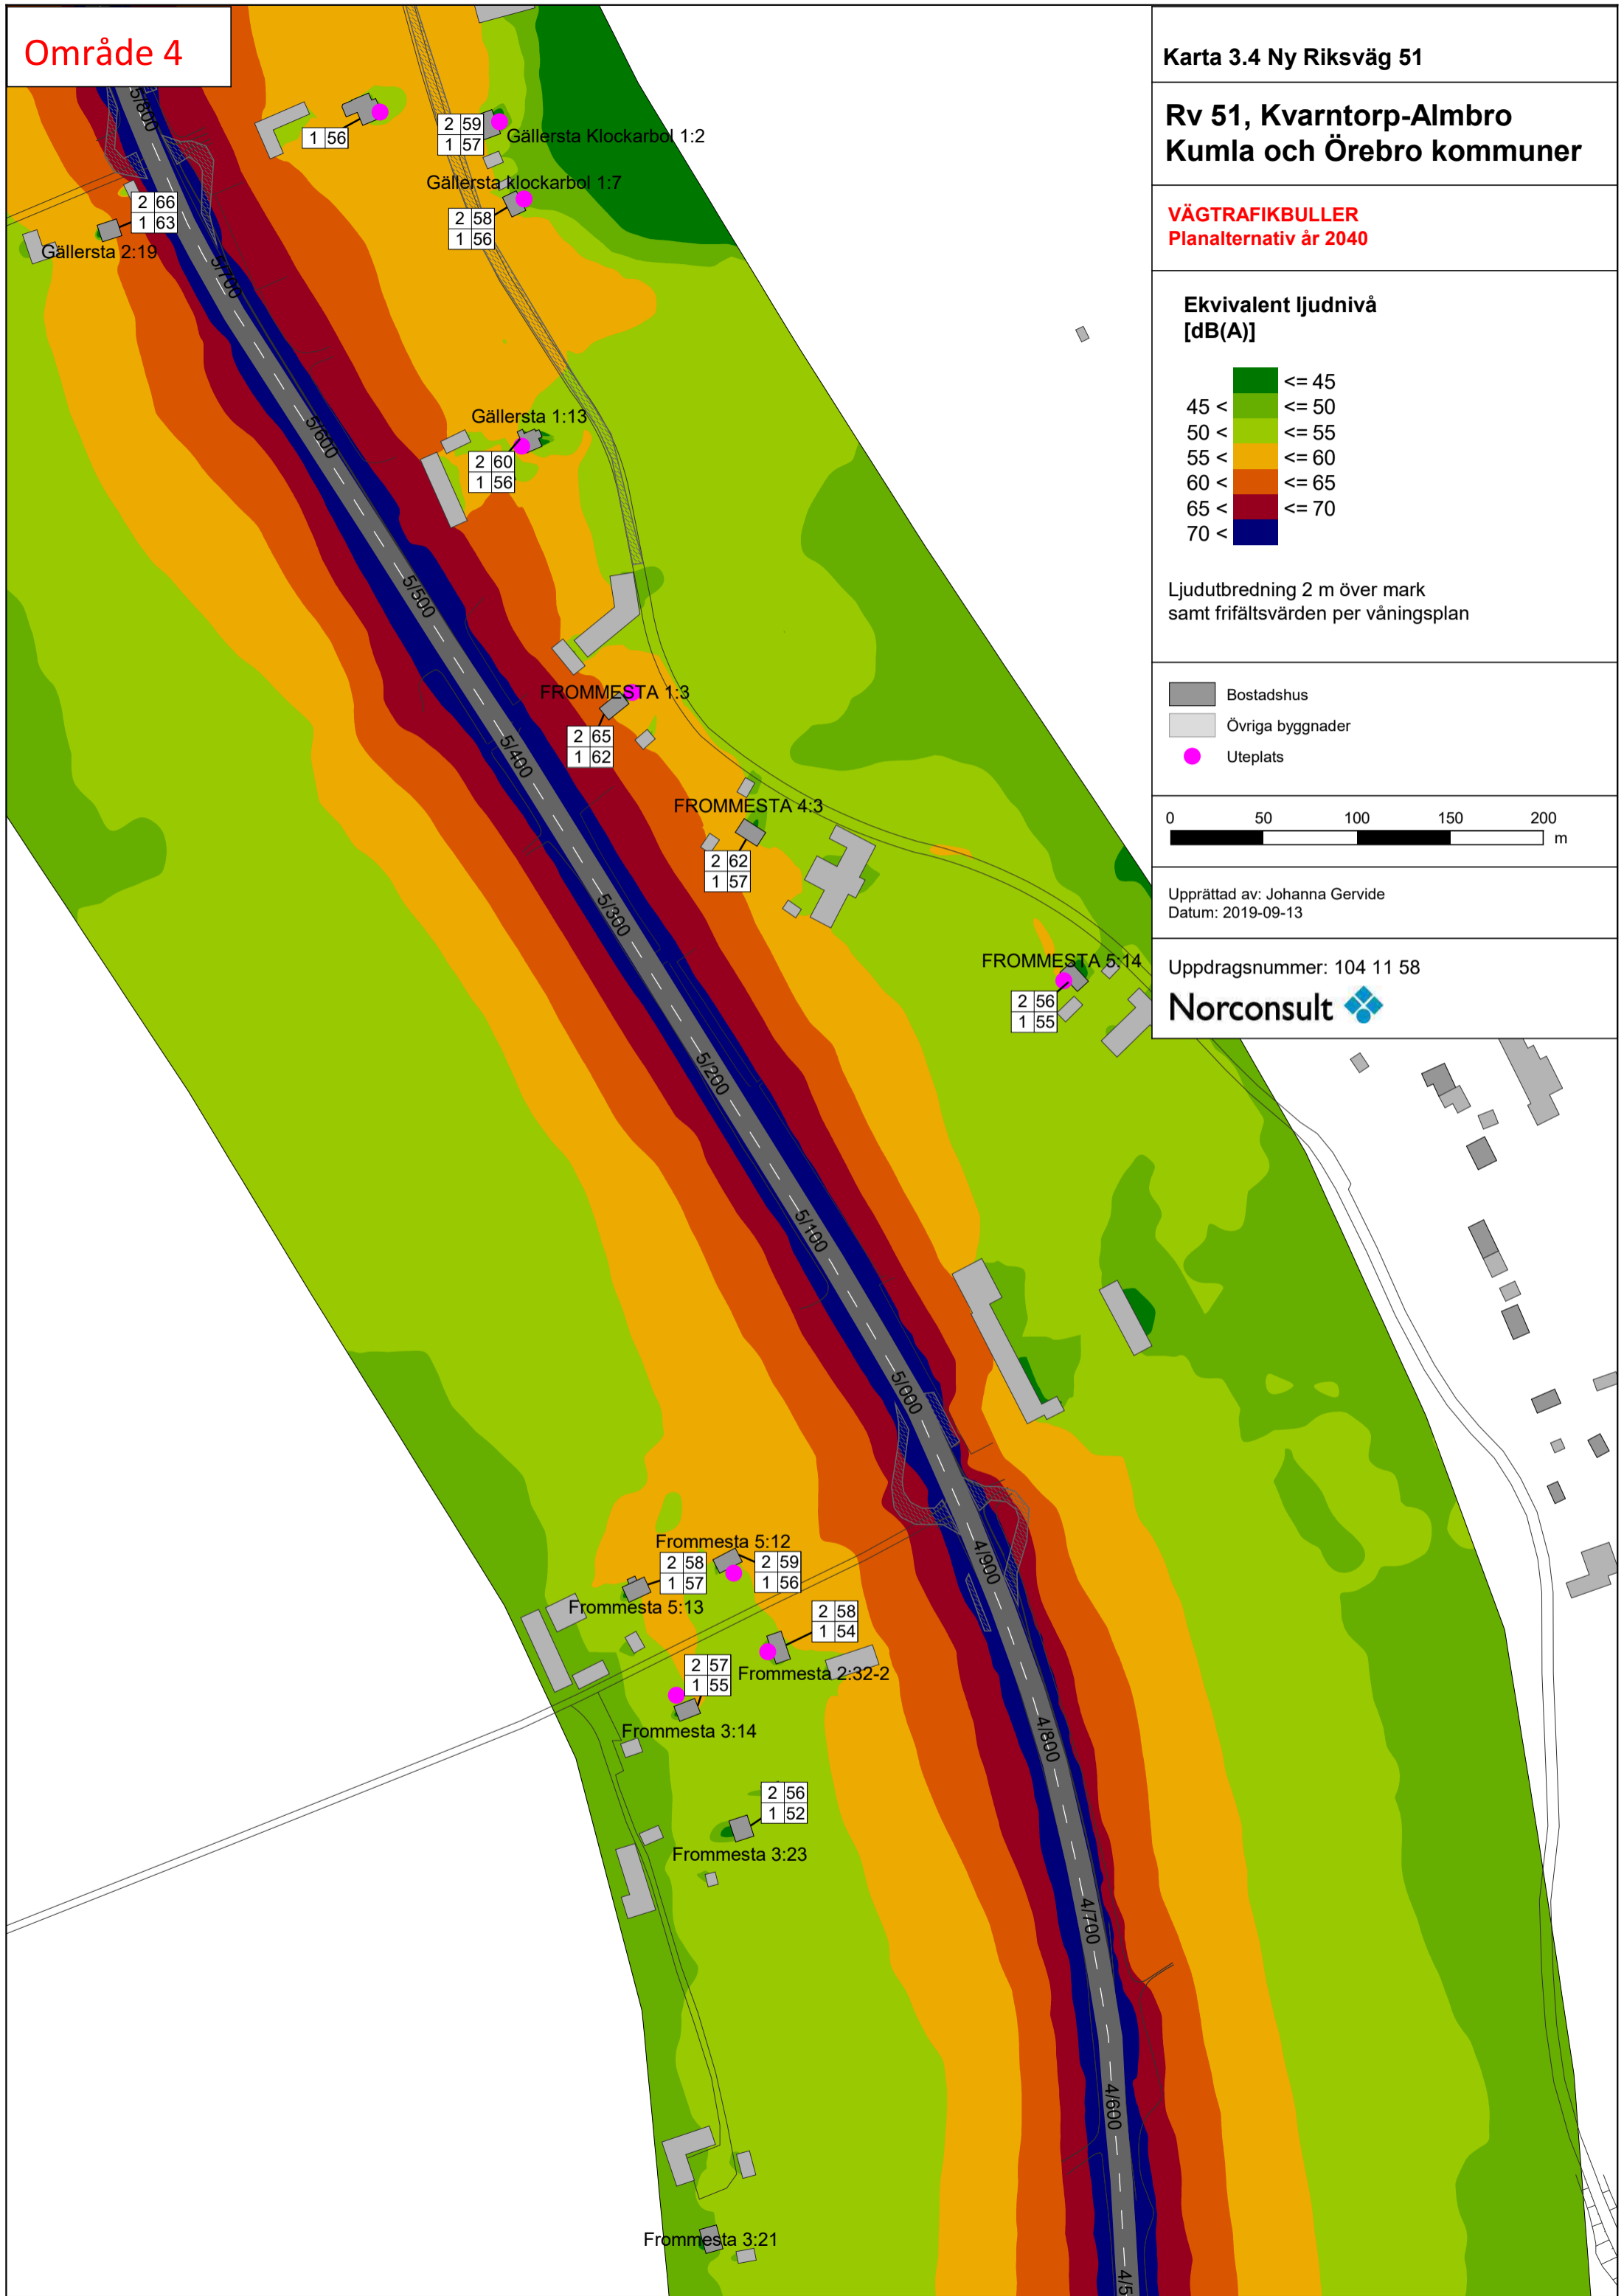 Område 4
Karta 3.4 Ny Riksväg 51
Rv 51, Kvarntorp-Almbro
Kumla och Örebro kommuner
VÄGTRAFIKBULLER
Planalternativ år 2040
Ekvivalent ljudnivå
[dB(A)]
<= 45
45 < <= 50
50 < <= 55
55 < <= 60
60 < <= 65
65 < <= 70
70 <
Ljudutbredning 2 m över mark
samt frifältsvärden per våningsplan
Bostadshus
Övriga byggnader
Uteplats
0 50 100 150 200
m
Upprättad av: Johanna Gervide
Datum: 2019-09-13
Uppdragsnummer: 104 11 58
Norconsult
5/800
1 56
2 59
1 57
Gällersta Klockarbol 1:2
Gällersta klockarbol 1:7
2 58
1 56
2 66
1 63
Gällersta 2:19
5/700
5/600
Gällersta 1:13
2 60
1 56
5/500
FROMMESTA 1:3
2 65
1 62
5/400
FROMMESTA 4:3
2 62
1 57
5/300
FROMMESTA 5:14
2 56
1 55
5/200
5/100
5/000
4/900
Frommesta 5:12
2 58
1 57
2 59
1 56
Frommesta 5:13
2 58
1 54
Frommesta 2:32-2
2 57
1 55
Frommesta 3:14
4/800
2 56
1 52
Frommesta 3:23
4/700
4/600
Frommesta 3:21
4/5